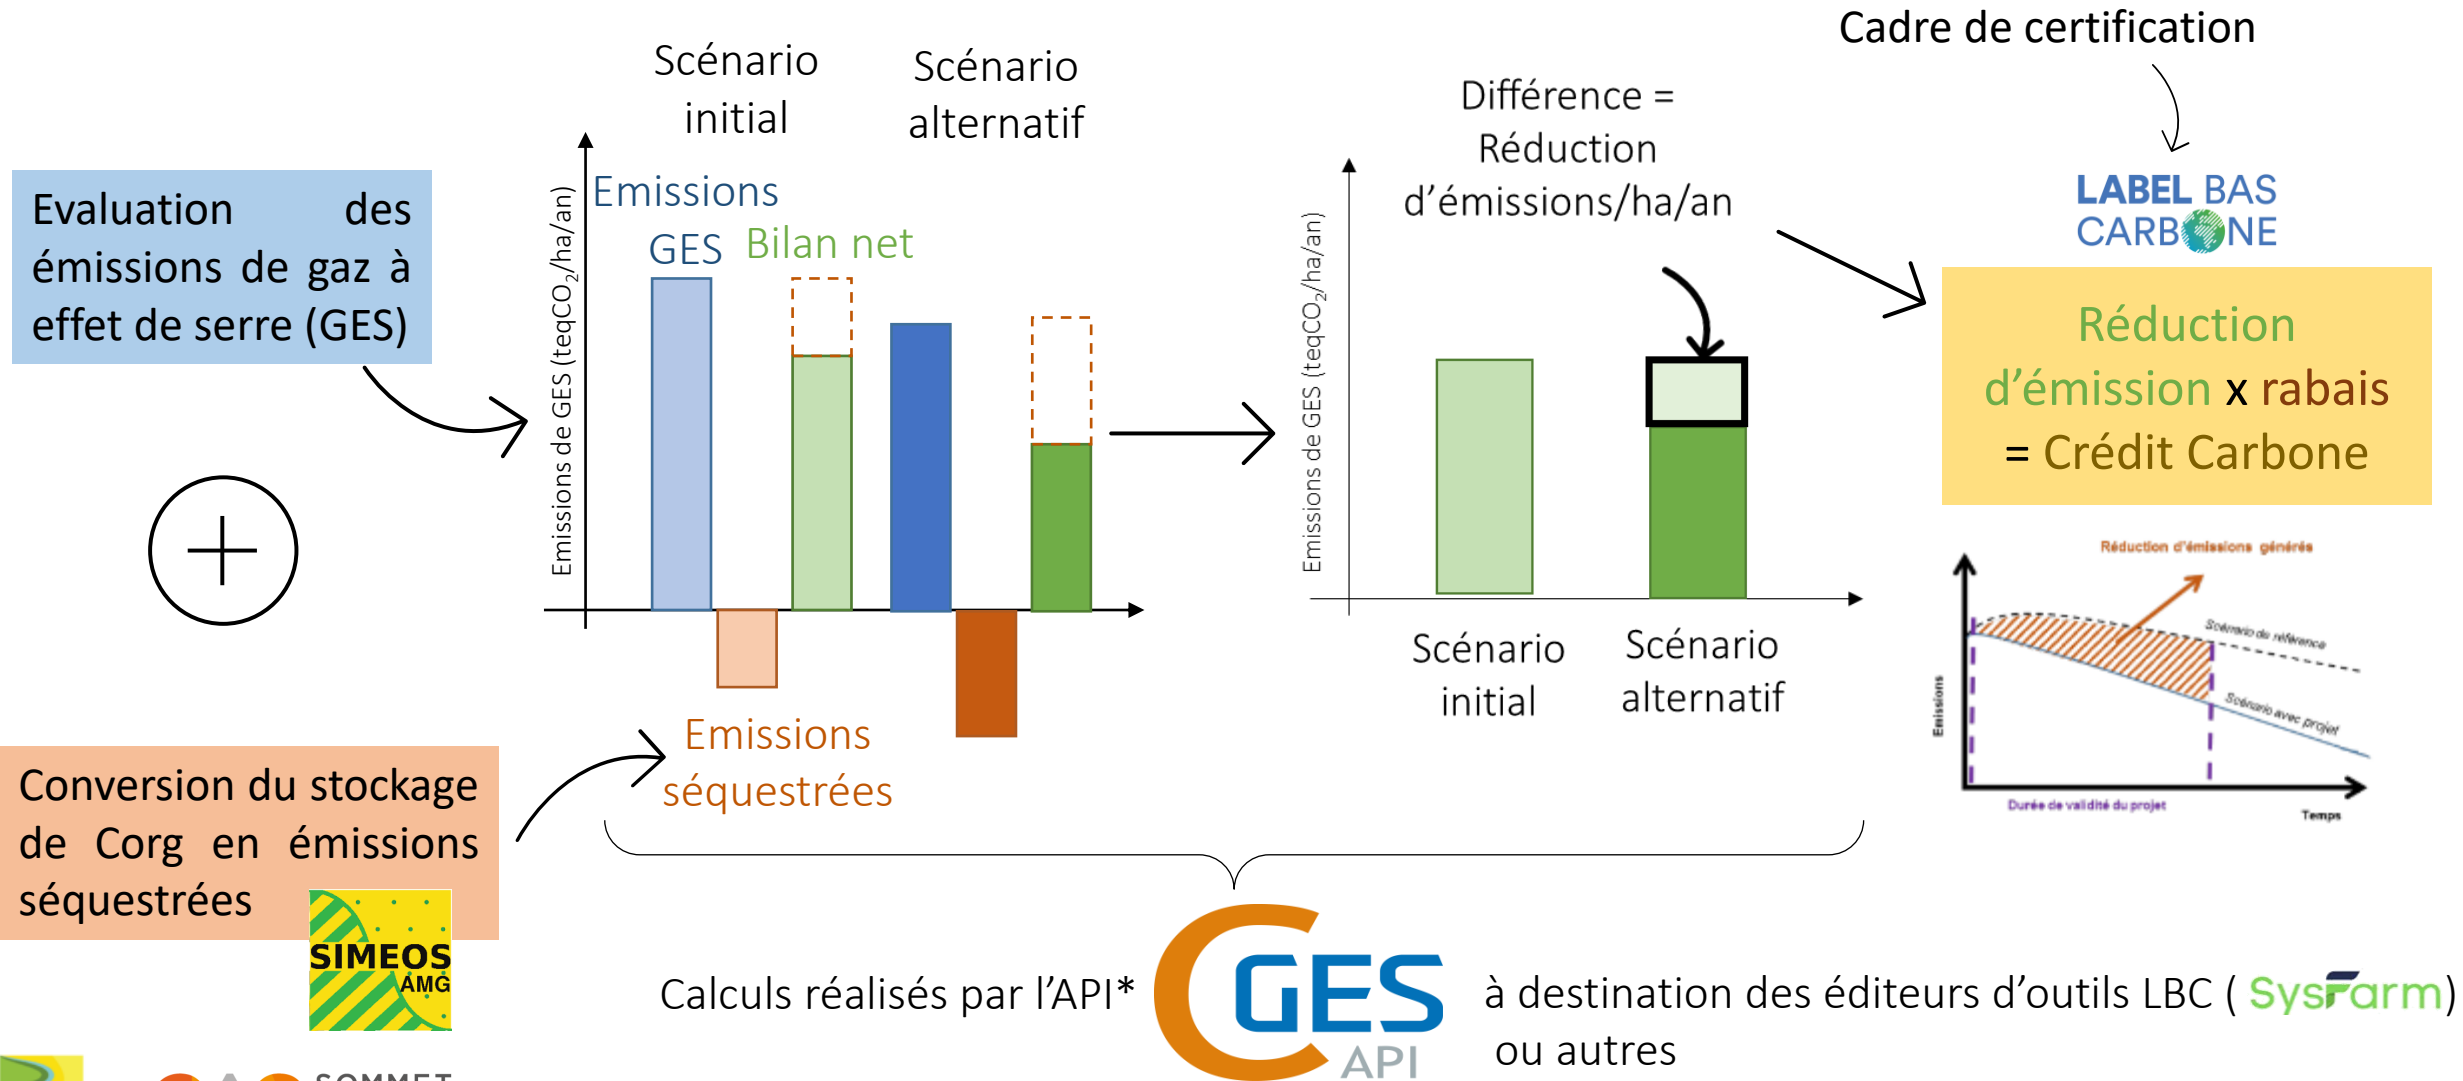 Cadre de certification
Scénario
initial
Scénario
alternatif
Différence =
Réduction
d’émissions/ha/an
LABEL BAS
CARBONE
Evaluation des
émissions de gaz à
effet de serre (GES)
Emissions
GES
Bilan net
Emissions de GES (teqCO₂/ha/an)
Emissions de GES (teqCO₂/ha/an)
Réduction
d’émission x rabais
= Crédit Carbone
Réduction d’émissions générés
Scénario de référence
Scénario avec projet
Emissions
Durée de validité du projet
Temps
Scénario
initial
Scénario
alternatif
Emissions
séquestrées
Conversion du stockage
de Corg en émissions
séquestrées
SIMEOS
AMG
Calculs réalisés par l’API*
CGES
API
à destination des éditeurs d’outils LBC ( SysFarm)
ou autres
SOMMET